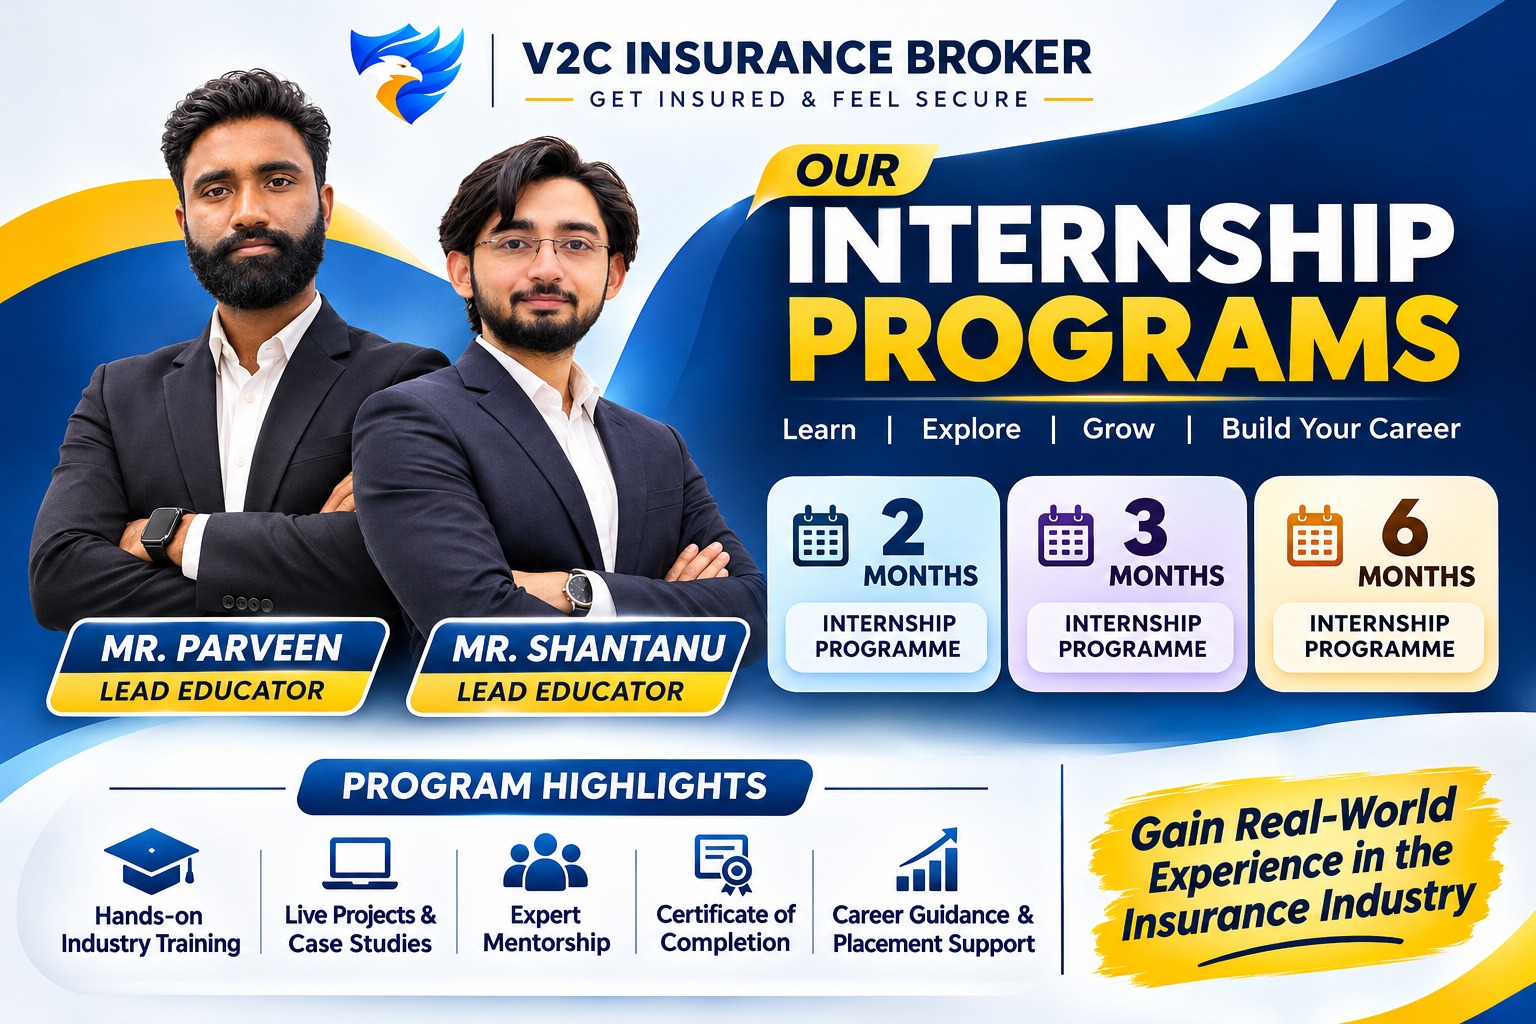 V2C INSURANCE BROKER
GET INSURED & FEEL SECURE
OUR
INTERNSHIP
PROGRAMS
Learn | Explore | Grow | Build Your Career
2
MONTHS
INTERNSHIP
PROGRAMME
3
MONTHS
INTERNSHIP
PROGRAMME
6
MONTHS
INTERNSHIP
PROGRAMME
MR. PARVEEN
LEAD EDUCATOR
MR. SHANTANU
LEAD EDUCATOR
PROGRAM HIGHLIGHTS
Hands-on
Industry Training
Live Projects &
Case Studies
Expert
Mentorship
Certificate of
Completion
Career Guidance &
Placement Support
Gain Real-World
Experience in the
Insurance Industry